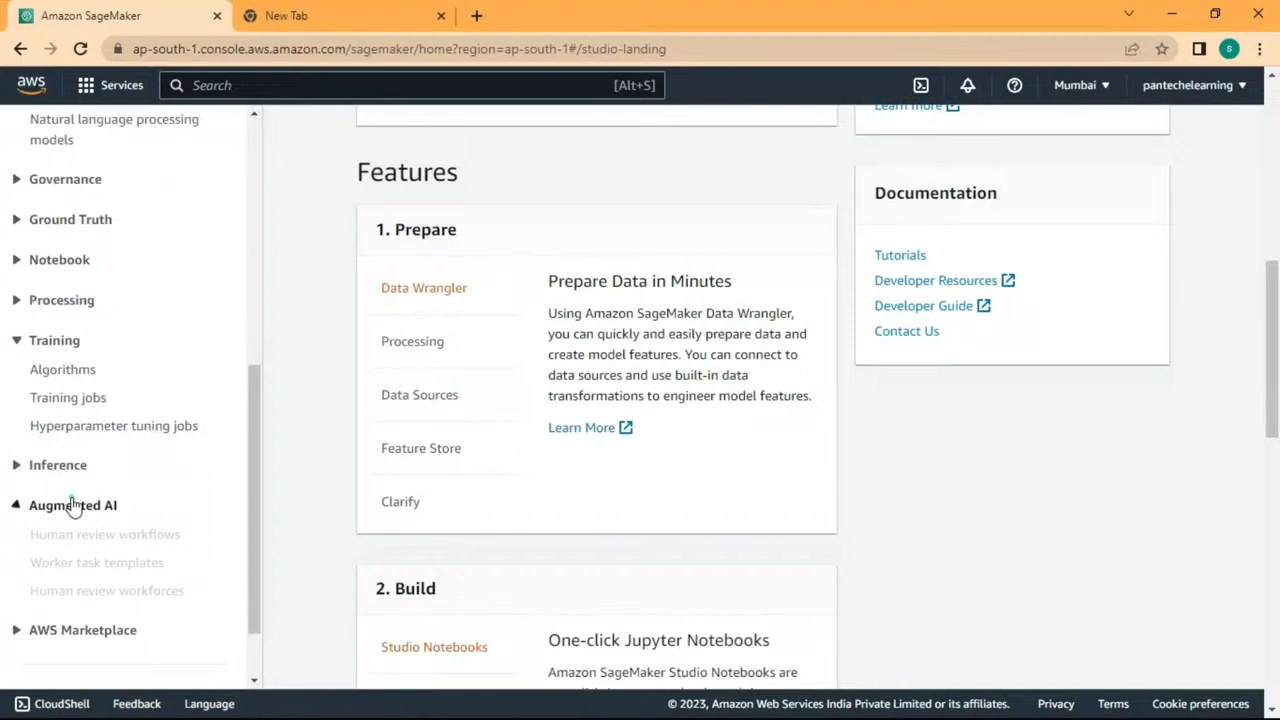 Amazon SageMaker
New Tab
ap-south-1.console.aws.amazon.com/sagemaker/home?region=ap-south-1#/studio-landing
S
aws
Services
Search
[Alt+S]
Mumbai
pantechelearning
Natural language processing
models
Governance
Ground Truth
Notebook
Processing
Training
Algorithms
Training jobs
Hyperparameter tuning jobs
Inference
Augmented AI
Human review workflows
Worker task templates
Human review workforces
AWS Marketplace
Features
1. Prepare
Data Wrangler
Processing
Data Sources
Feature Store
Clarify
Prepare Data in Minutes
Using Amazon SageMaker Data Wrangler,
you can quickly and easily prepare data and
create model features. You can connect to
data sources and use built-in data
transformations to engineer model features.
Learn More
2. Build
Studio Notebooks
One-click Jupyter Notebooks
Amazon SageMaker Studio Notebooks are
Learn more
Documentation
Tutorials
Developer Resources
Developer Guide
Contact Us
CloudShell
Feedback
Language
© 2023, Amazon Web Services India Private Limited or its affiliates.
Privacy
Terms
Cookie preferences